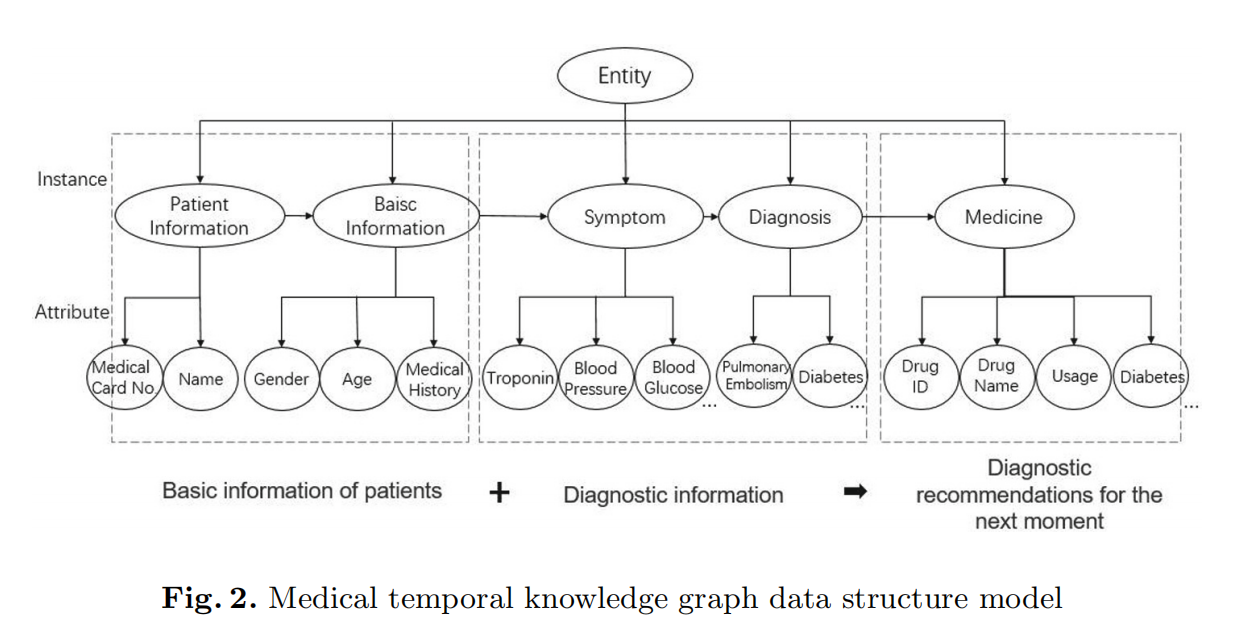 Entity
Instance
Patient
Information
Baisc
Information
Symptom
Diagnosis
Medicine
Attribute
Medical
Card No.
Name
Gender
Age
Medical
History
Troponin
Blood
Pressure
Blood
Glucose
...
Pulmonary
Embolism
Diabetes
...
Drug
ID
Drug
Name
Usage
Diabetes
...
Basic information of patients
+
Diagnostic information
➡
Diagnostic
recommendations for the
next moment
Fig. 2. Medical temporal knowledge graph data structure model